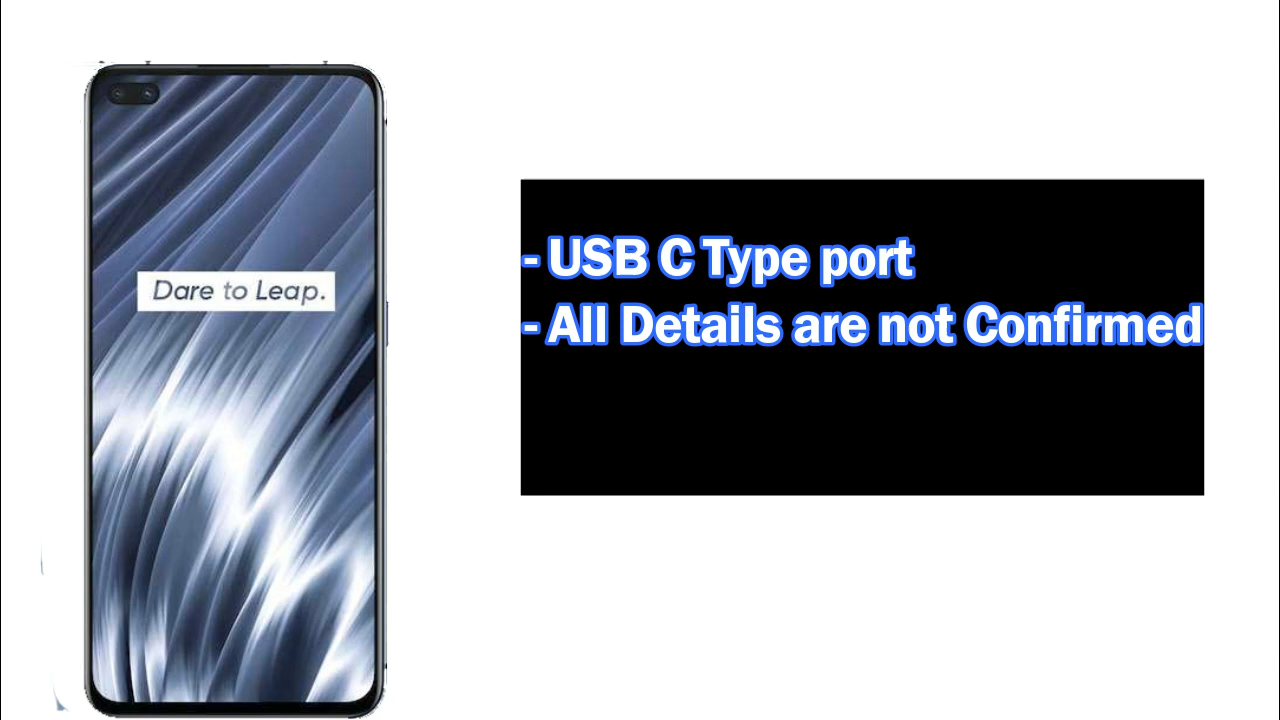 Dare to Leap.
- USB C Type port
- All Details are not Confirmed